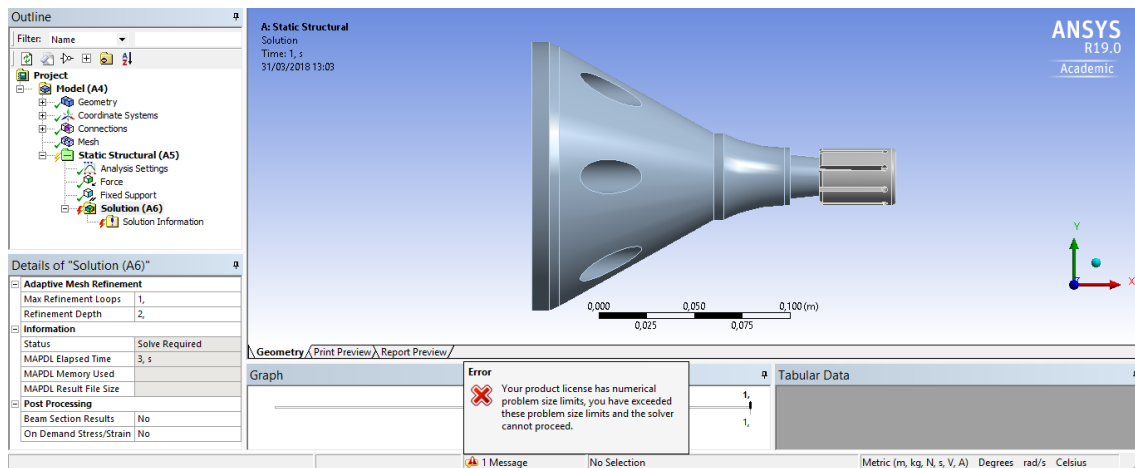 Outline
Filter: Name
Project
Model (A4)
Geometry
Coordinate Systems
Connections
Mesh
Static Structural (A5)
Analysis Settings
Force
Fixed Support
Solution (A6)
Solution Information
Details of "Solution (A6)"
Adaptive Mesh Refinement
Max Refinement Loops 1,
Refinement Depth 2,
Information
Status Solve Required
MAPDL Elapsed Time 3, s
MAPDL Memory Used
MAPDL Result File Size
Post Processing
Beam Section Results No
On Demand Stress/Strain No
A: Static Structural
Solution
Time: 1, s
31/03/2018 13:03
ANSYS
R19.0
Academic
0,000 0,050 0,100 (m)
0,025 0,075
Y
X
Geometry Print Preview Report Preview
Graph
1,
1,
Error
Your product license has numerical
problem size limits, you have exceeded
these problem size limits and the solver
cannot proceed.
Tabular Data
1 Message No Selection Metric (m, kg, N, s, V, A) Degrees rad/s Celsius